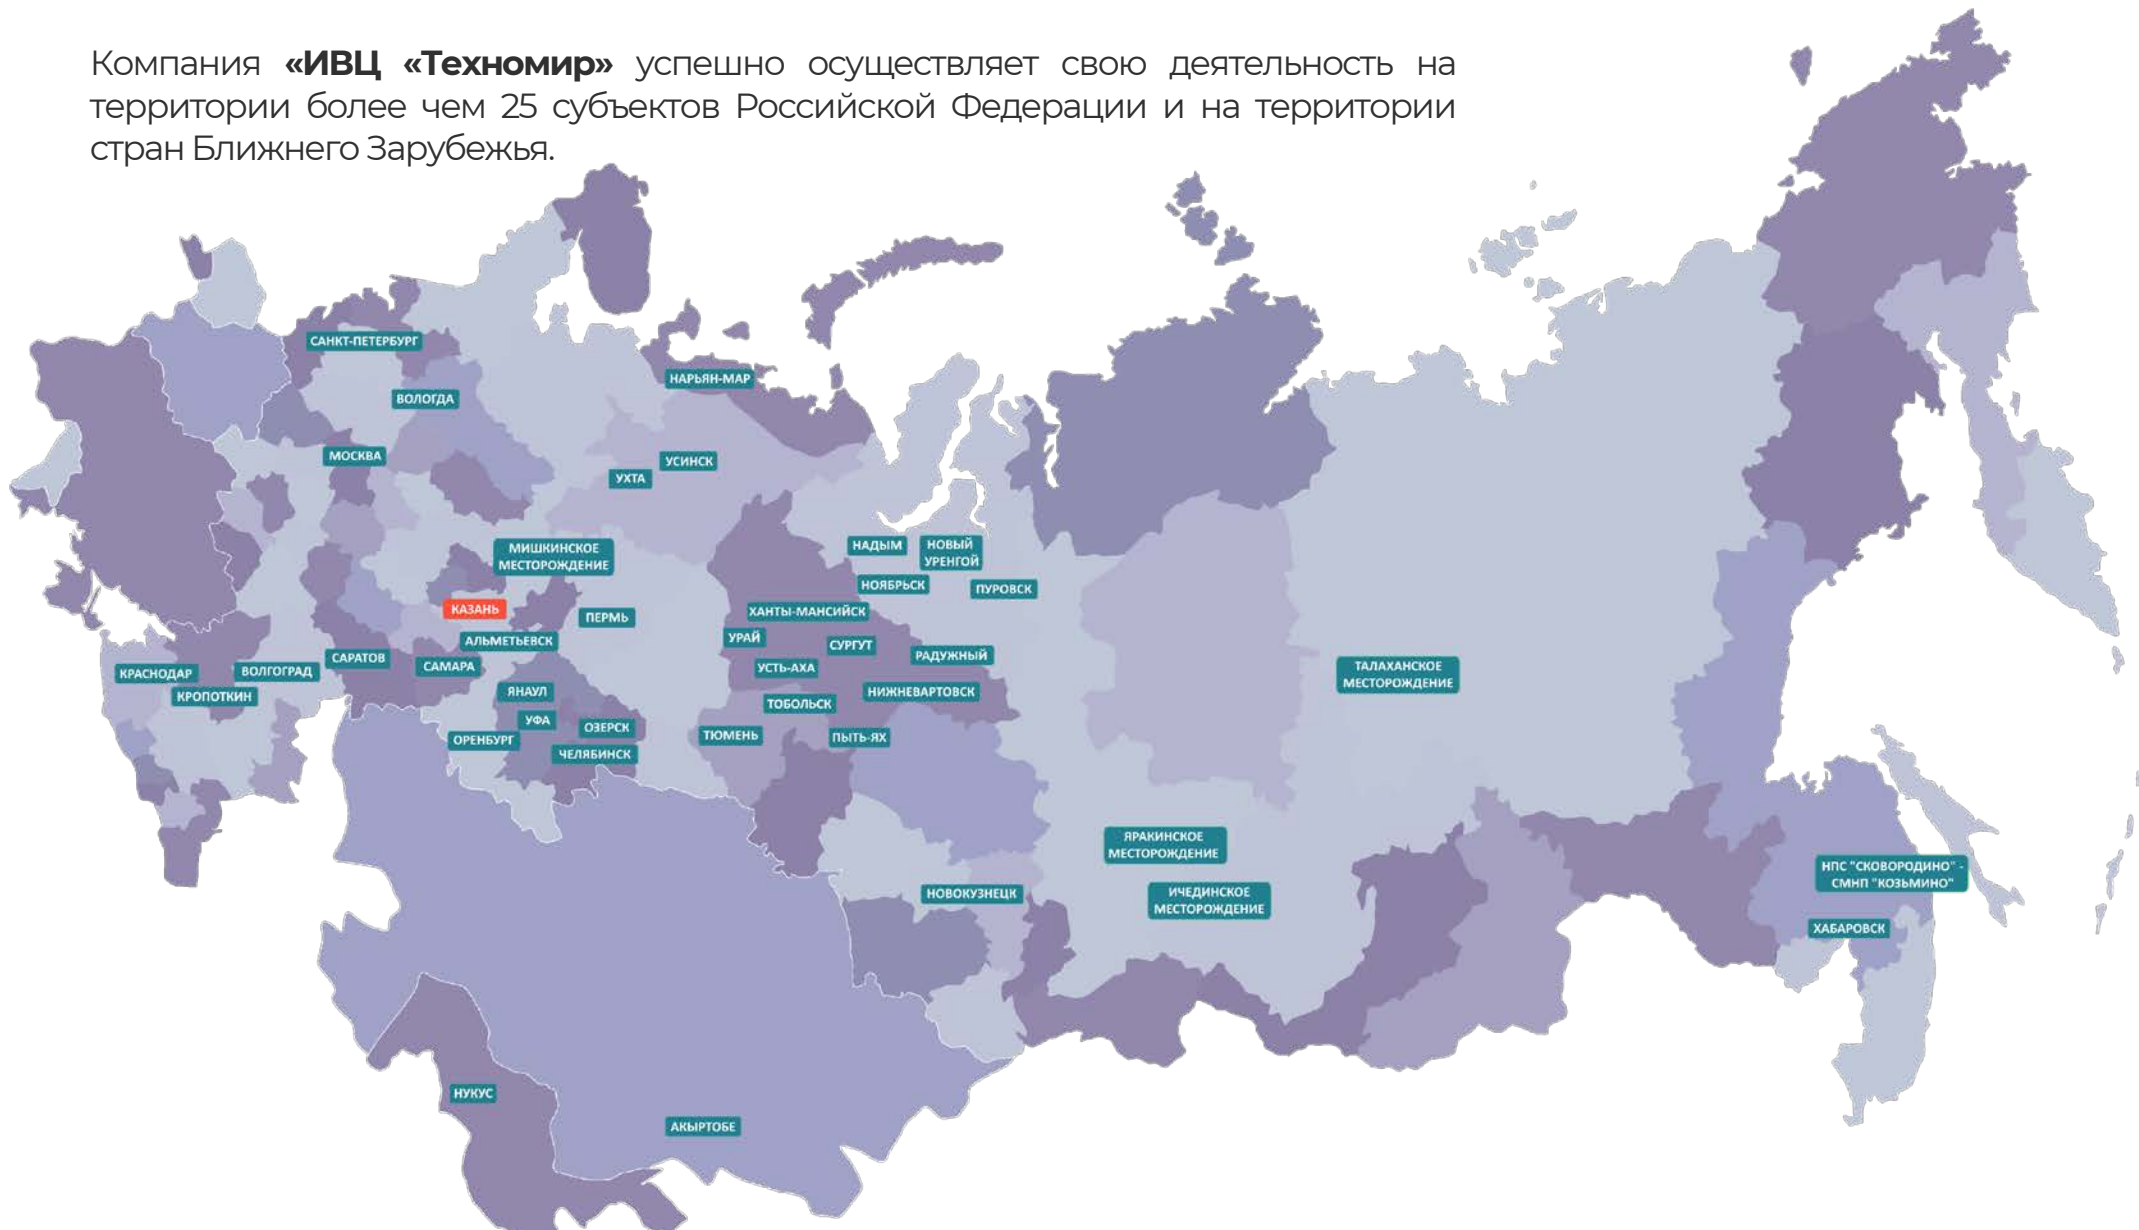 Компания «ИВЦ «Техномир» успешно осуществляет свою деятельность на
территории более чем 25 субъектов Российской Федерации и на территории
стран Ближнего Зарубежья.
САНКТ-ПЕТЕРБУРГ
НАРЬЯН-МАР
ВОЛОГДА
МОСКВА
УСИНСК
УХТА
МИШКИНСКОЕ
МЕСТОРОЖДЕНИЕ
НАДЫМ
НОВЫЙ
УРЕНГОЙ
НОЯБРЬСК
ПУРОВСК
КАЗАНЬ
ПЕРМЬ
ХАНТЫ-МАНСИЙСК
АЛЬМЕТЬЕВСК
УРАЙ
СУРГУТ
РАДУЖНЫЙ
КРАСНОДАР
ВОЛГОГРАД
САРАТОВ
САМАРА
УСТЬ-АХА
ТАЛАХАНСКОЕ
МЕСТОРОЖДЕНИЕ
КРОПОТКИН
ЯНАУЛ
НИЖНЕВАРТОВСК
ТОБОЛЬСК
УФА
ОЗЕРСК
ОРЕНБУРГ
ЧЕЛЯБИНСК
ТЮМЕНЬ
ПЫТЬ-ЯХ
ЯРАКИНСКОЕ
МЕСТОРОЖДЕНИЕ
НПС "СКОВОРОДИНО" -
СМНП "КОЗЬМИНО"
НОВОКУЗНЕЦК
ИЧЕДИНСКОЕ
МЕСТОРОЖДЕНИЕ
ХАБАРОВСК
НУКУС
АКЫРТОБЕ